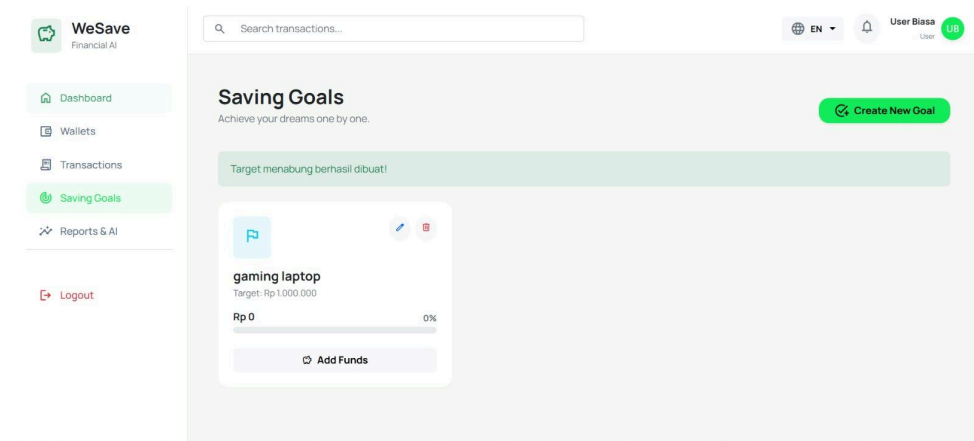 WeSave
Financial AI
Search transactions...
EN
User Biasa
User
UB
Dashboard
Wallets
Transactions
Saving Goals
Reports & AI
Logout
Saving Goals
Achieve your dreams one by one.
Create New Goal
Target menabung berhasil dibuat!
gaming laptop
Target: Rp 1.000.000
Rp 0
0%
Add Funds